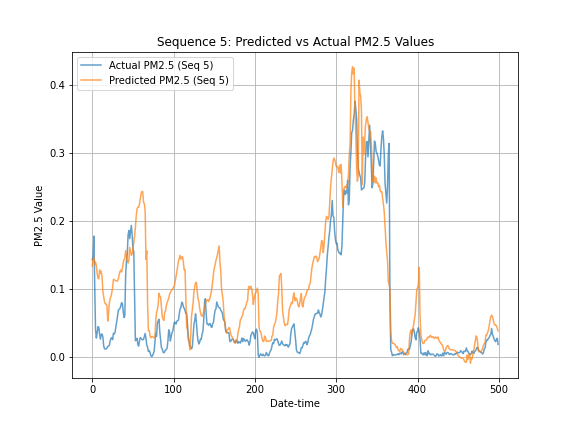 Sequence 5: Predicted vs Actual PM2.5 Values
Actual PM2.5 (Seq 5)
Predicted PM2.5 (Seq 5)
0.4
0.3
0.2
0.1
0.0
PM2.5 Value
0 100 200 300 400 500
Date-time